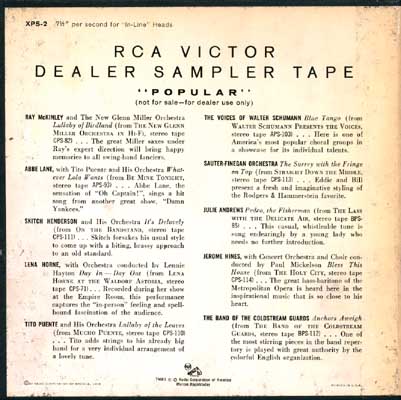 XPS-2 7½" per second for "In-Line" Heads
RCA VICTOR
DEALER SAMPLER TAPE
"POPULAR"
(not for sale—for dealer use only)
RAY McKINLEY and The New Glenn Miller Orchestra
Lullaby of Birdland (from THE NEW GLENN
MILLER ORCHESTRA IN HI-FI, stereo tape
CPS-82) . . . The great Miller saxes under
Ray's expert direction will bring happy
memories to all swing-band fanciers.
ABBE LANE, with Tito Puente and His Orchestra What-
ever Lola Wants (from BE MINE TONIGHT,
stereo tape APS-93) . . . Abbe Lane, the
sensation of "Oh Captain!", sings a hit
song from another great show, "Damn
Yankees."
SKITCH HENDERSON and His Orchestra It's Delovely
(from ON THE BANDSTAND, stereo tape
CPS-111) . . . Skitch forsakes his usual style
to come up with a biting, heavy approach
to an old standard.
LENA HORNE, with Orchestra conducted by Lennie
Hayton Day In—Day Out (from LENA
HORNE AT THE WALDORF ASTORIA, stereo
tape CPS-71) . . . Recorded during her show
at the Empire Room, this performance
captures the "in-person" feeling and spell-
bound fascination of the audience.
TITO PUENTE and His Orchestra Lullaby of the Leaves
(from MUCHO PUENTE, stereo tape CPS-110)
. . . Tito adds strings to his already big
band for a very individual arrangement of
a lovely tune.
THE VOICES OF WALTER SCHUMANN Blue Tango (from
WALTER SCHUMANN PRESENTS THE VOICES,
stereo tape APS-103) . . . Here is one of
America's most popular choral groups in
a showcase for its individual talents.
SAUTER-FINEGAN ORCHESTRA The Surrey with the Fringe
on Top (from STRAIGHT DOWN THE MIDDLE,
stereo tape CPS-113) . . . Eddie and Bill
present a fresh and imaginative styling of
the Rodgers & Hammerstein favorite.
JULIE ANDREWS Pedro, the Fisherman (from THE LASS
WITH THE DELICATE AIR, stereo tape BPS-
85) . . . This casual, whistleable tune is
sung endearingly by a young lady who
needs no further introduction.
JEROME HINES, with Concert Orchestra and Choir con-
ducted by Paul Mickelson Bless This
House (from THE HOLY CITY, stereo tape
CPS-114) . . . The great bass-baritone of the
Metropolitan Opera is heard here in the
inspirational music that is so close to his
heart.
THE BAND OF THE COLDSTREAM GUARDS Anchors Aweigh
(from THE BAND OF THE COLDSTREAM
GUARDS, stereo tape BPS-112) . . . One of
the most stirring pieces in the band reper-
tory is played with great authority by the
colorful English organization.
Radio Corporation of America